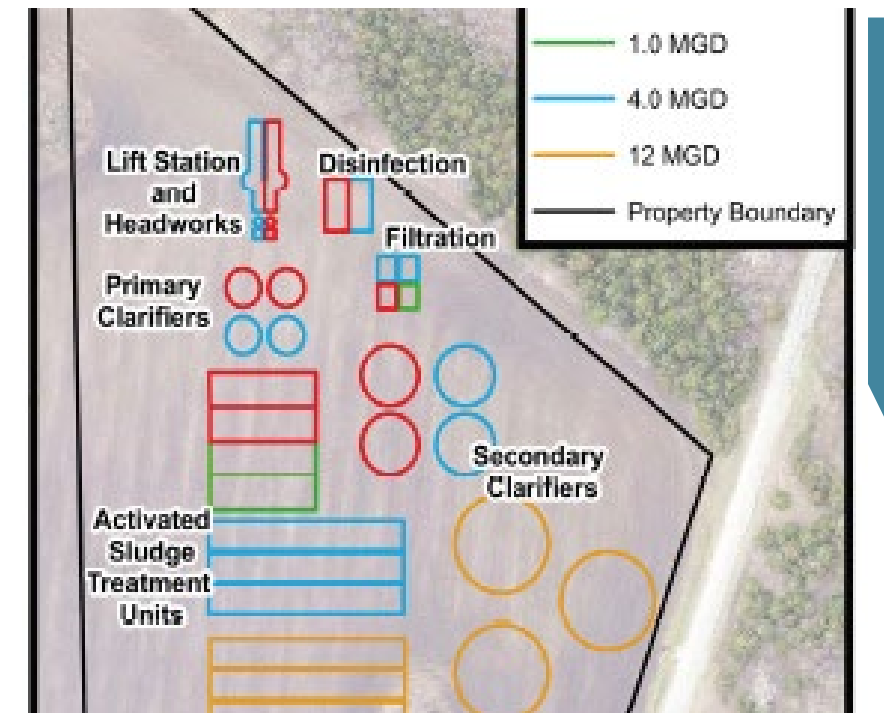 1.0 MGD
4.0 MGD
12 MGD
Property Boundary
Lift Station
and
Headworks
Disinfection
Filtration
Primary
Clarifiers
Secondary
Clarifiers
Activated
Sludge
Treatment
Units